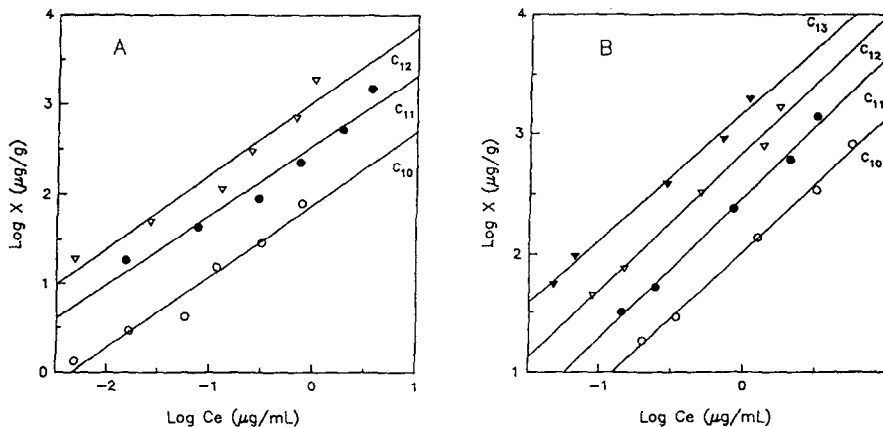 A
4
3
2
1
0
-2
-1
0
1
Log X (μg/g)
Log Ce (μg/mL)
C12
C11
C10
B
4
3
2
1
-1
0
Log X (μg/g)
Log Ce (μg/mL)
C13
C12
C11
C10